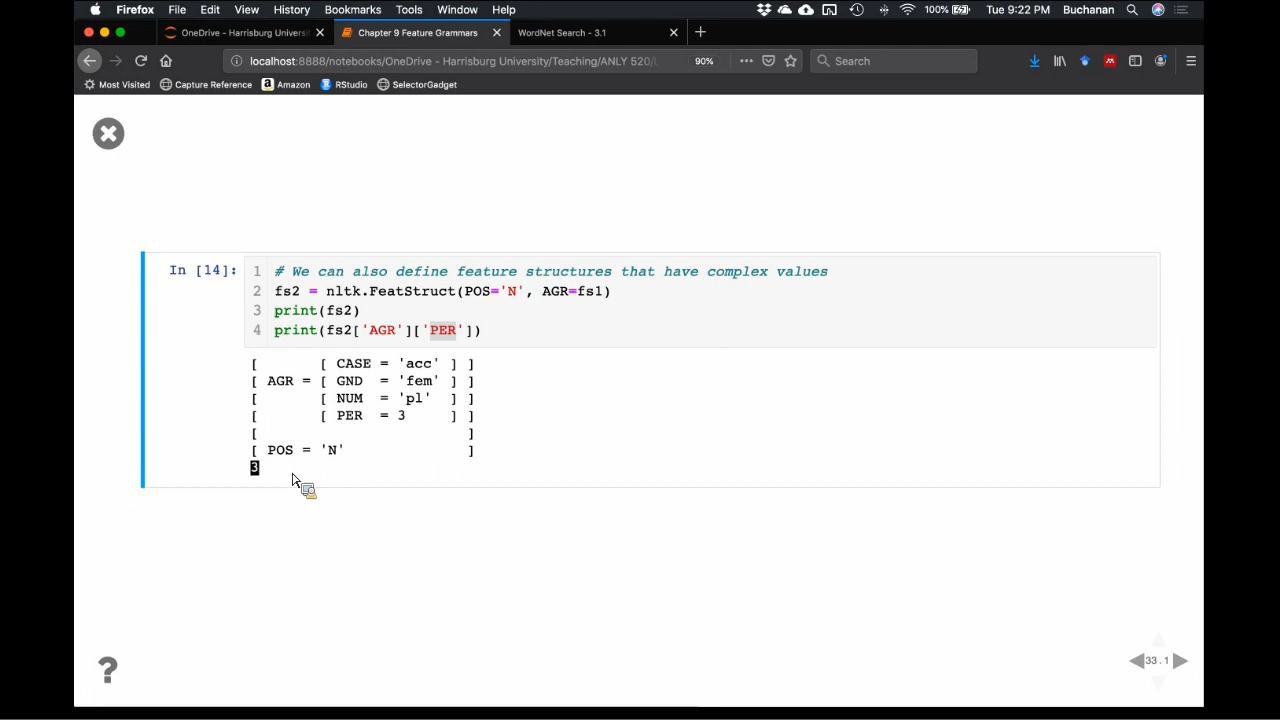 Firefox File Edit View History Bookmarks Tools Window Help 100% Tue 9:22 PM Buchanan
OneDrive - Harrisburg Universi Chapter 9 Feature Grammars WordNet Search - 3.1
localhost:8888/notebooks/OneDrive - Harrisburg University/Teaching/ANLY 520/ 90% Search
Most Visited Capture Reference Amazon RStudio SelectorGadget
In [14]: 1 # We can also define feature structures that have complex values
2 fs2 = nltk.FeatStruct(POS='N', AGR=fs1)
3 print(fs2)
4 print(fs2['AGR']['PER'])
[ [ CASE = 'acc' ] ]
[ AGR = [ GND = 'fem' ] ]
[ [ NUM = 'pl' ] ]
[ [ PER = 3 ] ]
[ ]
[ POS = 'N' ]
3
?
33.1